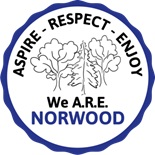 ASPIRE - RESPECT - ENJOY
We A.R.E.
NORWOOD